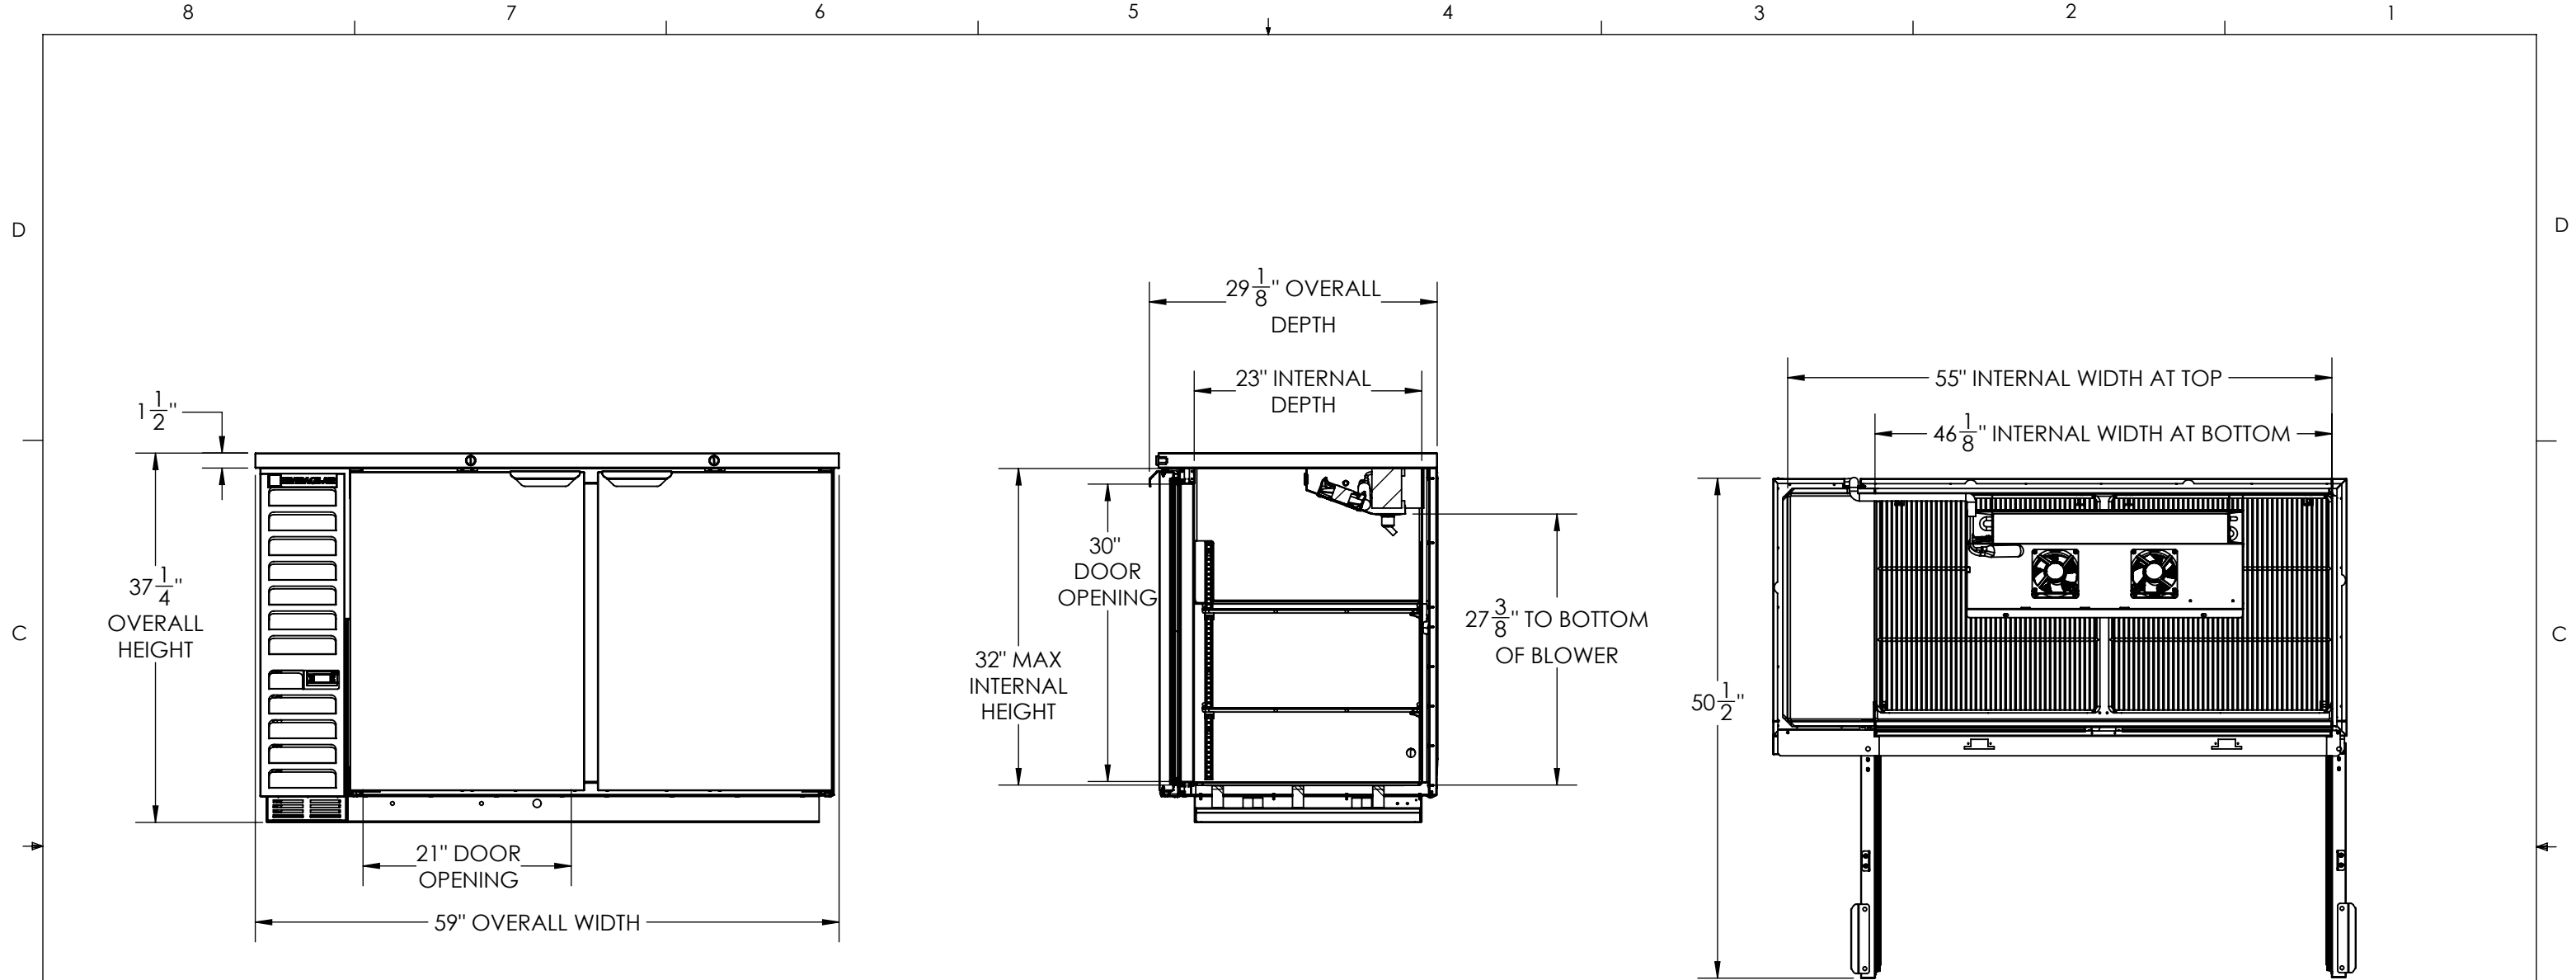 8 7 6 5 4 3 2 1
D D
C C
1 1/2"
37 1/4"
OVERALL
HEIGHT
21" DOOR
OPENING
59" OVERALL WIDTH
29 1/8" OVERALL
DEPTH
23" INTERNAL
DEPTH
30"
DOOR
OPENING
32" MAX
INTERNAL
HEIGHT
27 3/8" TO BOTTOM
OF BLOWER
55" INTERNAL WIDTH AT TOP
46 1/8" INTERNAL WIDTH AT BOTTOM
50 1/2"